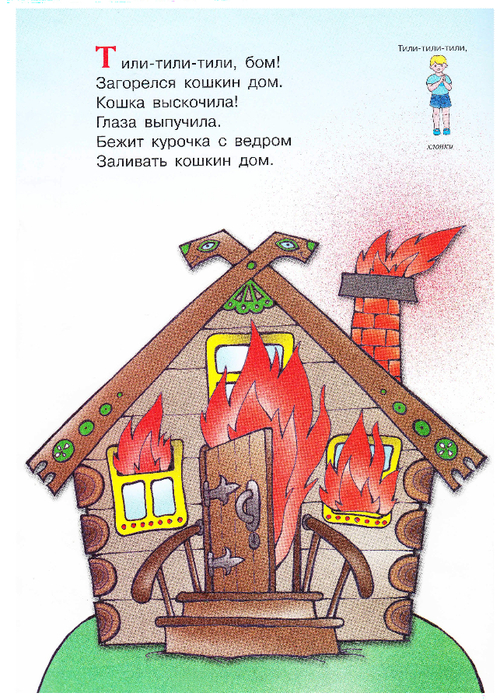 Тили-тили-тили, бом!
Загорелся кошкин дом.
Кошка выскочила!
Глаза выпучила.
Бежит курочка с ведром
Заливать кошкин дом.
Тили-тили-тили,
хлопки